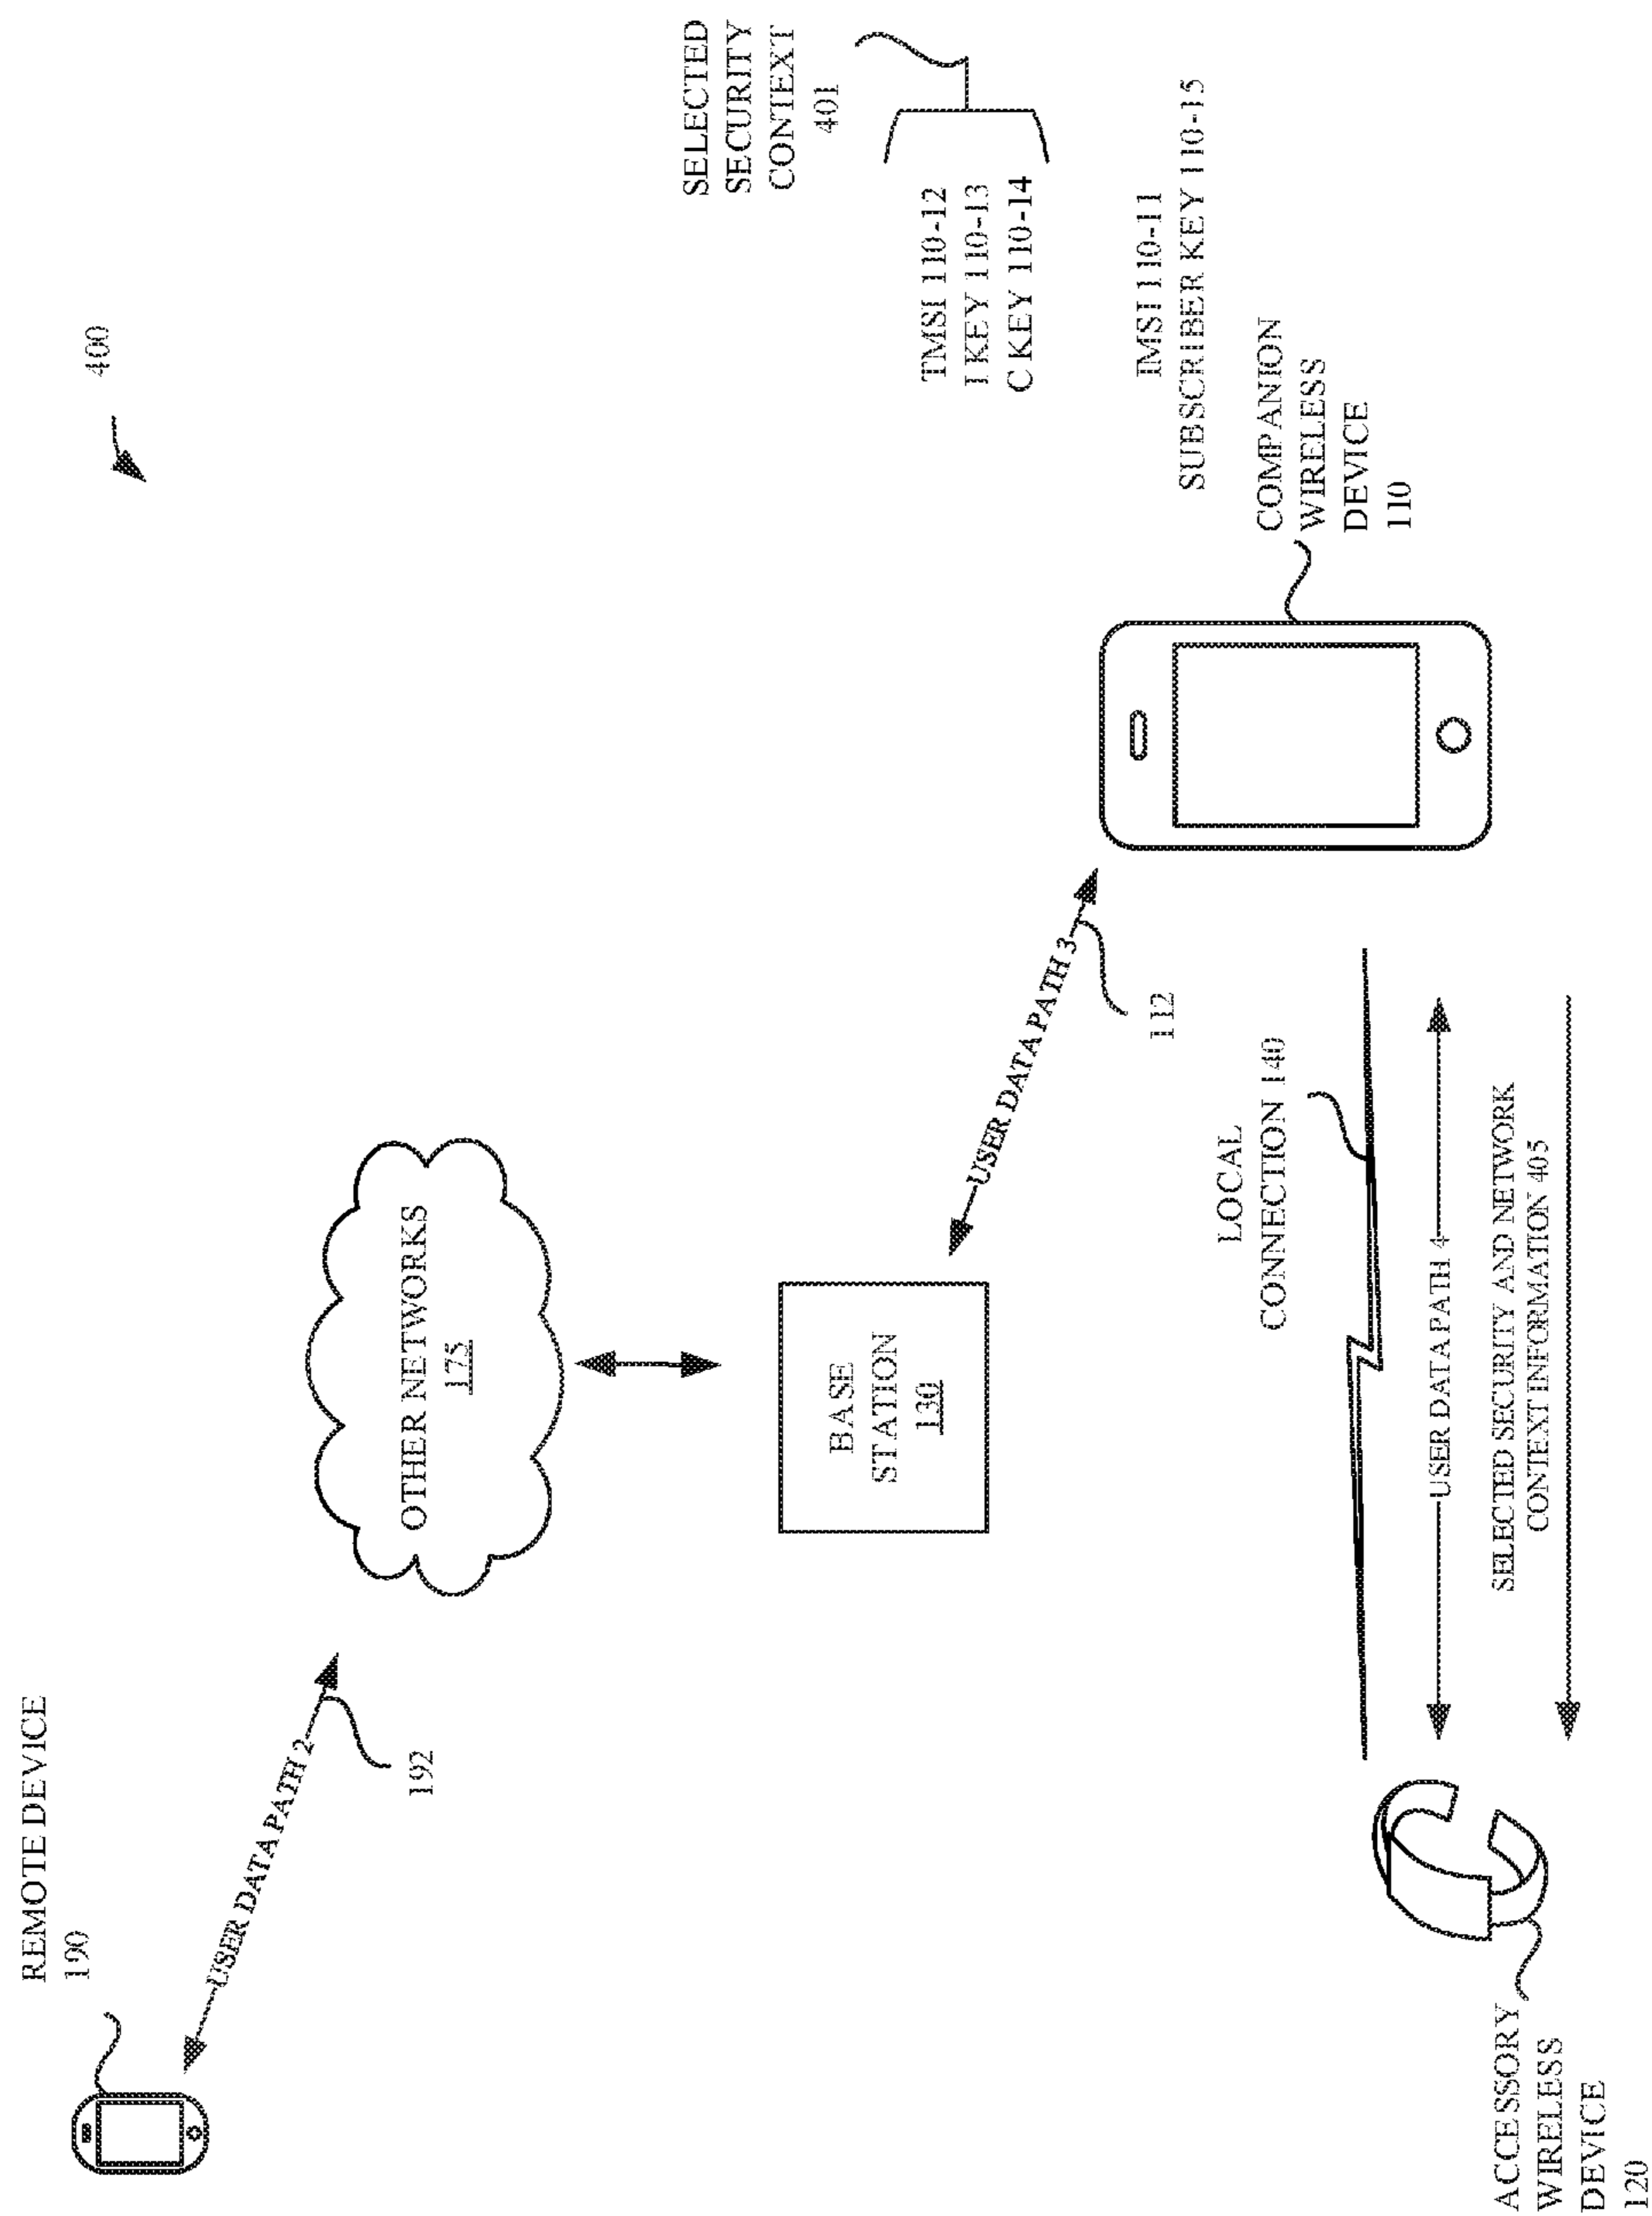 400
REMOTE DEVICE
190
USER DATA PATH 2
192
OTHER NETWORKS
175
BASE
STATION
130
USER DATA PATH 3
112
SELECTED
SECURITY
CONTEXT
401
TMSI 110-12
I KEY 110-13
C KEY 110-14
IMSI 110-11
SUBSCRIBER KEY 110-15
COMPANION
WIRELESS
DEVICE
110
LOCAL
CONNECTION 140
USER DATA PATH 4
SELECTED SECURITY AND NETWORK
CONTEXT INFORMATION 405
ACCESSORY
WIRELESS
DEVICE
120